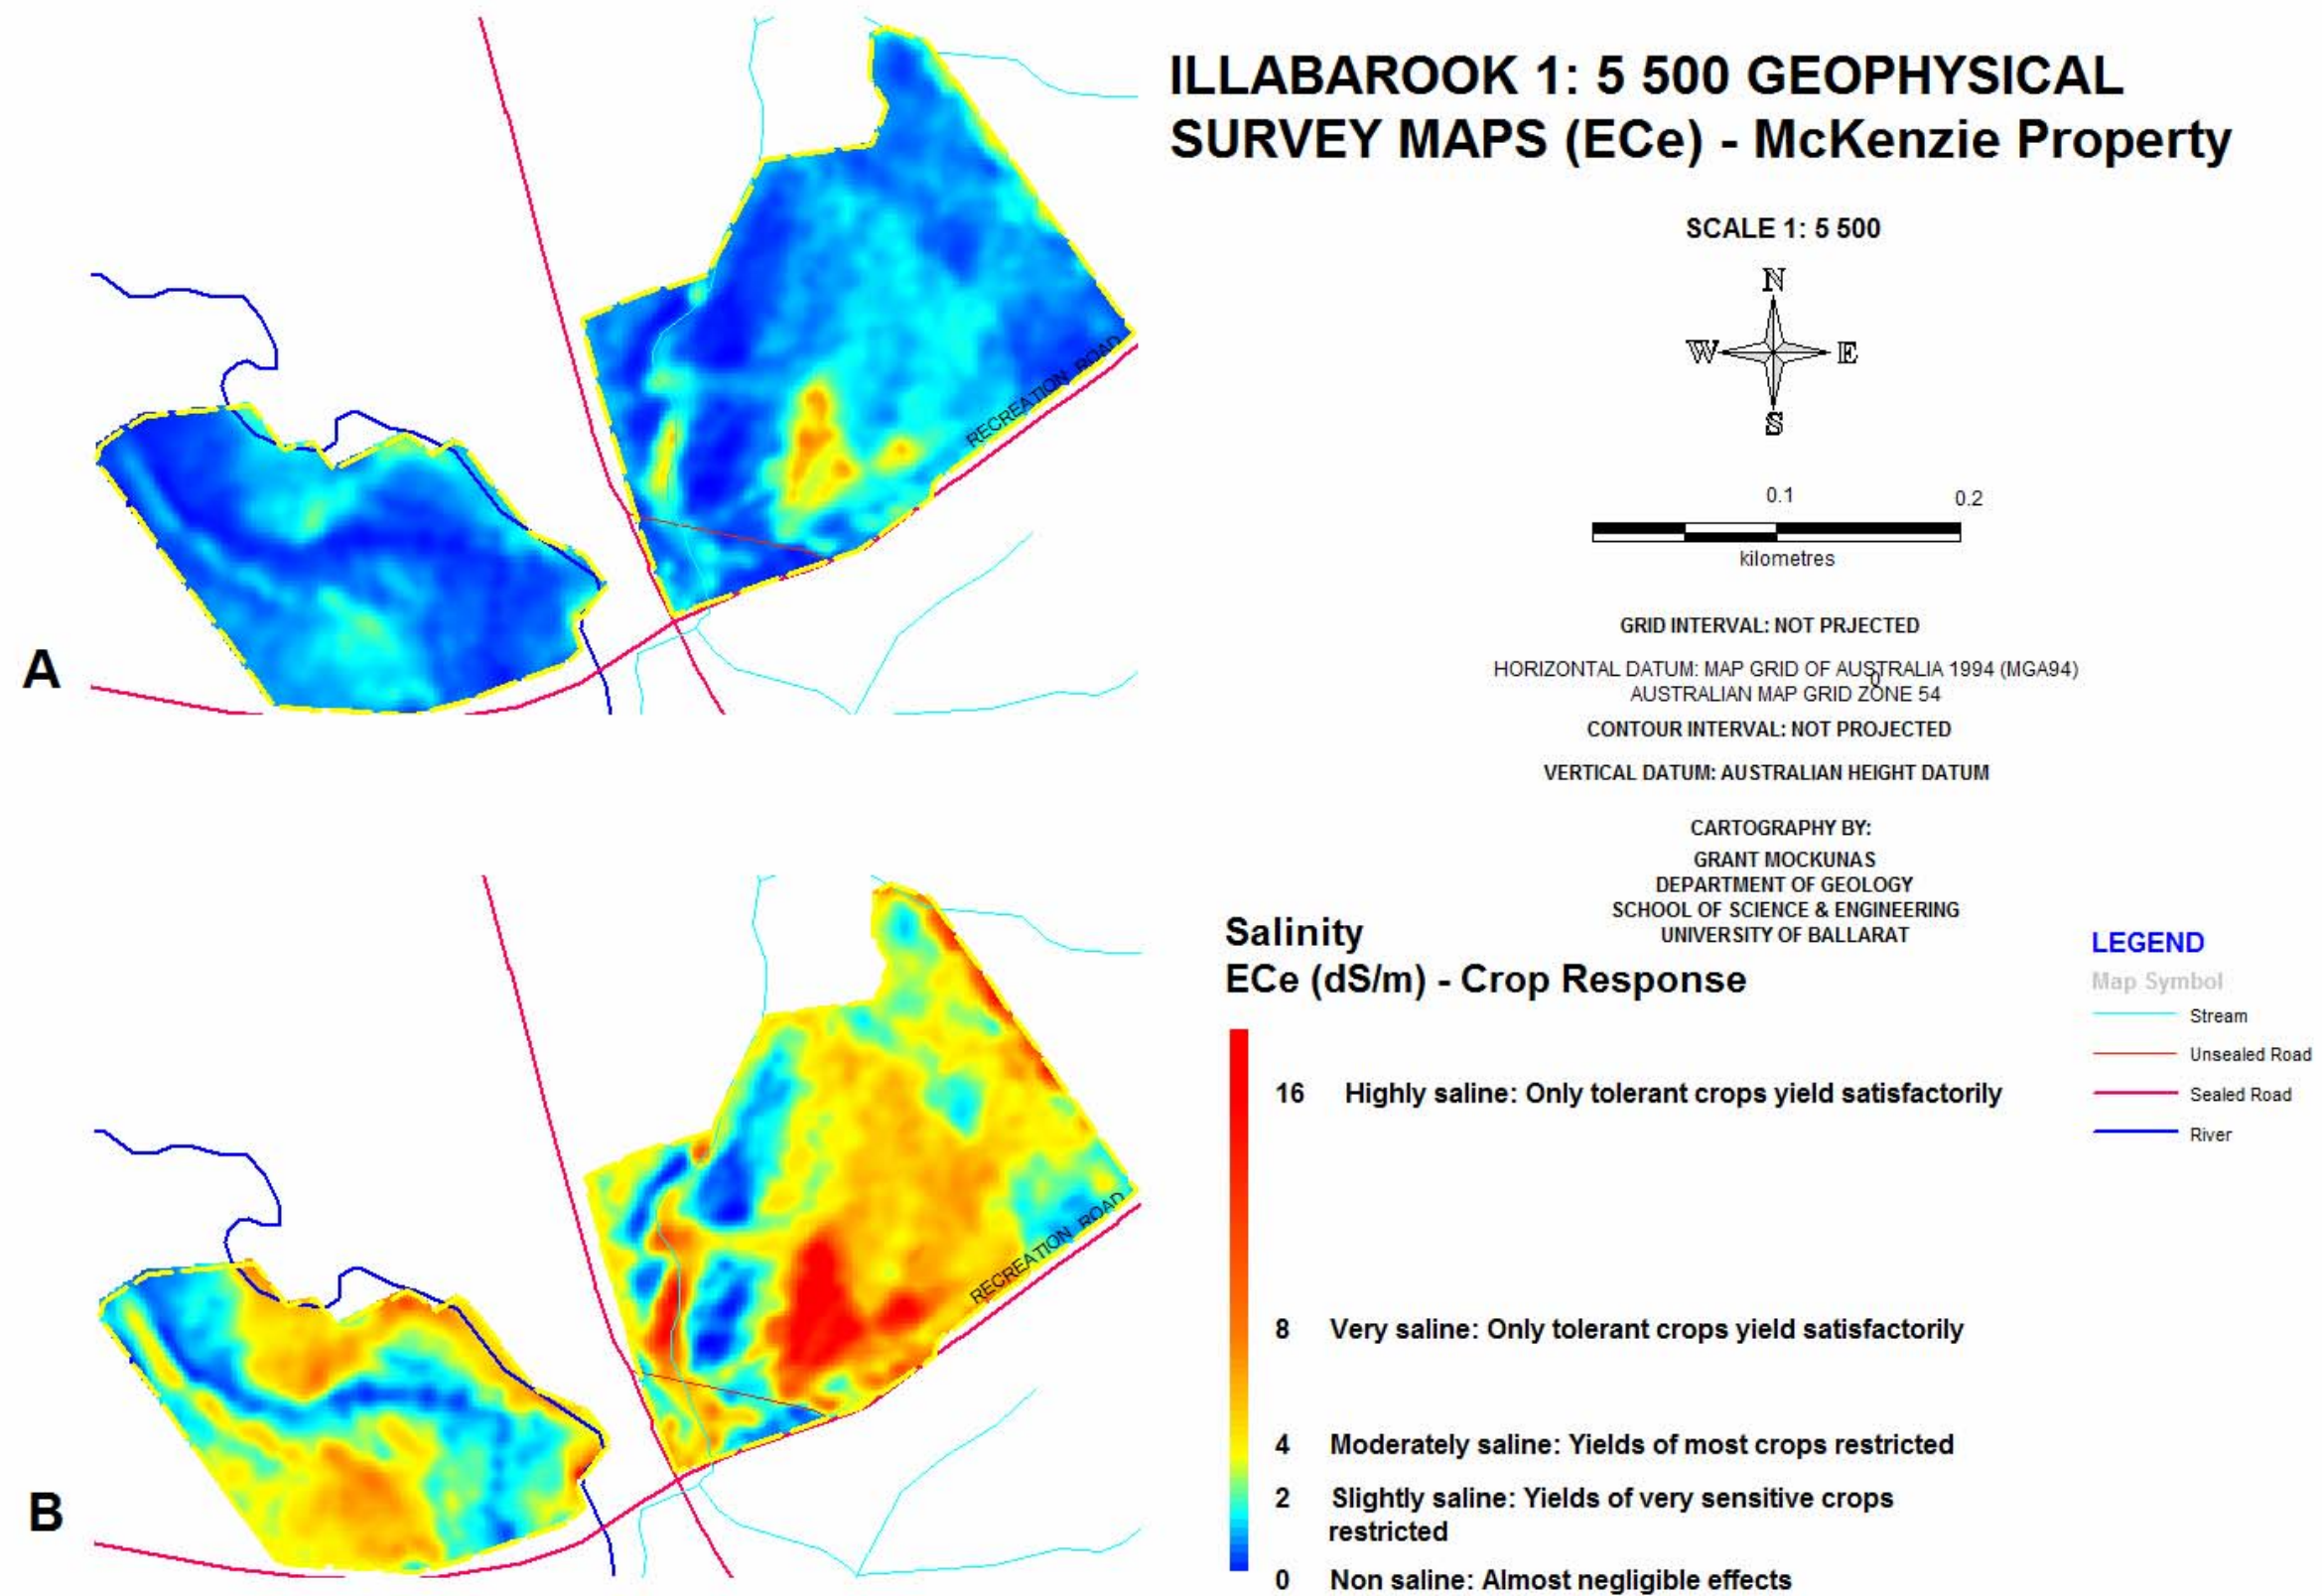 ILLABAROOK 1: 5 500 GEOPHYSICAL
SURVEY MAPS (ECe) - McKenzie Property
SCALE 1: 5 500
N
W E
S
0.1 0.2
kilometres
GRID INTERVAL: NOT PRJECTED
HORIZONTAL DATUM: MAP GRID OF AUSTRALIA 1994 (MGA94)
0
AUSTRALIAN MAP GRID ZONE 54
CONTOUR INTERVAL: NOT PROJECTED
VERTICAL DATUM: AUSTRALIAN HEIGHT DATUM
CARTOGRAPHY BY:
GRANT MOCKUNAS
DEPARTMENT OF GEOLOGY
SCHOOL OF SCIENCE & ENGINEERING
UNIVERSITY OF BALLARAT
RECREATION ROAD
A
RECREATION ROAD
B
Salinity
ECe (dS/m) - Crop Response
16 Highly saline: Only tolerant crops yield satisfactorily
8 Very saline: Only tolerant crops yield satisfactorily
4 Moderately saline: Yields of most crops restricted
2 Slightly saline: Yields of very sensitive crops
restricted
0 Non saline: Almost negligible effects
LEGEND
Map Symbol
Stream
Unsealed Road
Sealed Road
River